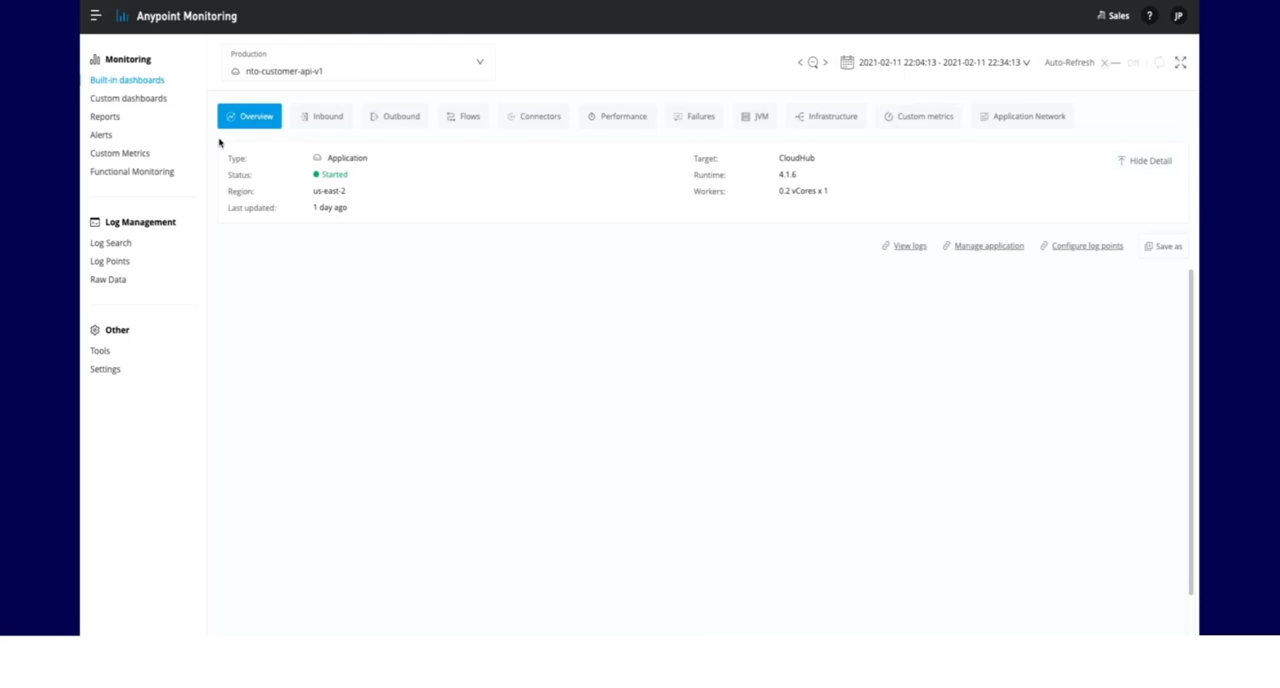 Anypoint Monitoring
Sales ? JP
Monitoring
Built-in dashboards
Custom dashboards
Reports
Alerts
Custom Metrics
Functional Monitoring
Log Management
Log Search
Log Points
Raw Data
Other
Tools
Settings
Production
nto-customer-api-v1
2021-02-11 22:04:13 - 2021-02-11 22:34:13
Auto-Refresh Off
Overview Inbound Outbound Flows Connectors Performance Failures JVM Infrastructure Custom metrics Application Network
Type: Application
Status: Started
Region: us-east-2
Last updated: 1 day ago
Target: CloudHub
Runtime: 4.1.6
Workers: 0.2 vCores x 1
Hide Detail
View logs Manage application Configure log points Save as